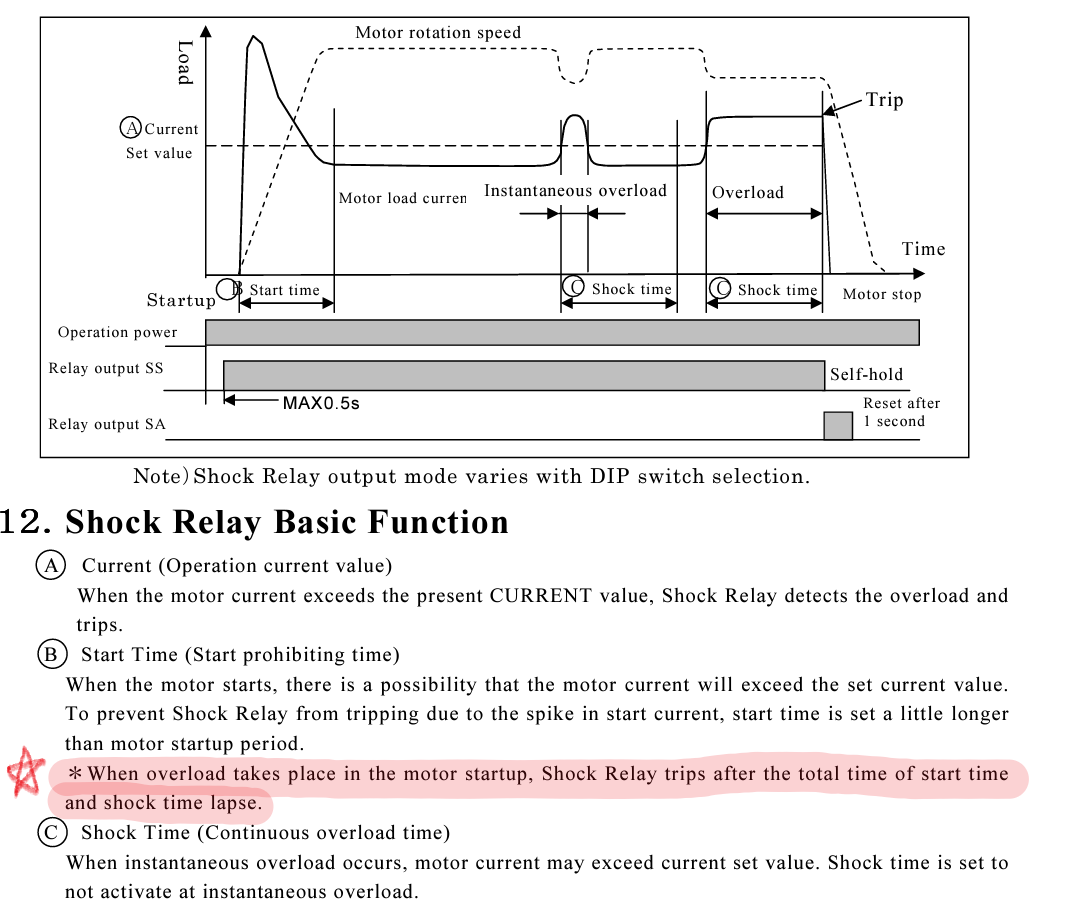 Motor rotation speed
Load
Trip
Ⓐ Current
Set value
Motor load curren
Instantaneous overload
Overload
Time
Startup
Ⓑ Start time
Ⓒ Shock time
Ⓒ Shock time
Motor stop
Operation power
Relay output SS
Self-hold
MAX0.5s
Reset after
1 second
Relay output SA
Note) Shock Relay output mode varies with DIP switch selection.
12. Shock Relay Basic Function
Ⓐ Current (Operation current value)
When the motor current exceeds the present CURRENT value, Shock Relay detects the overload and
trips.
Ⓑ Start Time (Start prohibiting time)
When the motor starts, there is a possibility that the motor current will exceed the set current value.
To prevent Shock Relay from tripping due to the spike in start current, start time is set a little longer
than motor startup period.
＊When overload takes place in the motor startup, Shock Relay trips after the total time of start time
and shock time lapse.
Ⓒ Shock Time (Continuous overload time)
When instantaneous overload occurs, motor current may exceed current set value. Shock time is set to
not activate at instantaneous overload.